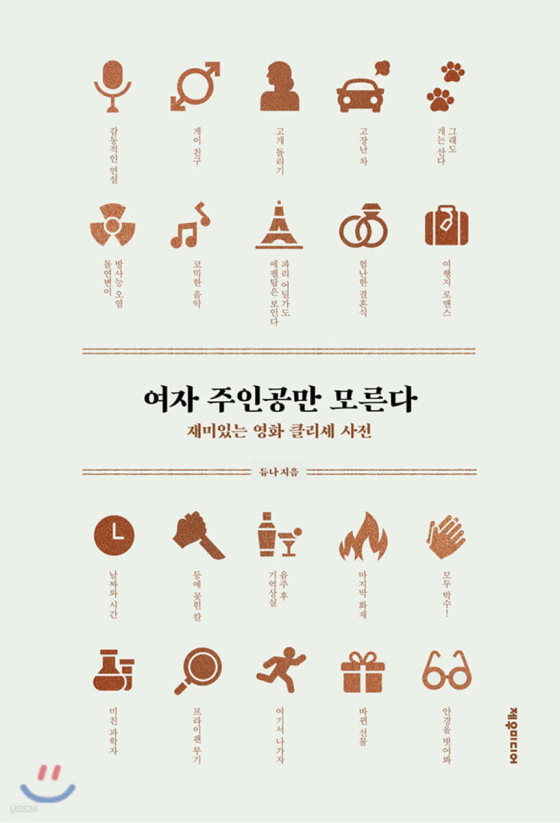 감동적인 연설
게이 친구
고개 돌리기
고장난 차
그래도
개는 산다
방사능 오염
돌연변이
코믹한 음악
파리 어딜가도
에펠탑은 보인다
험난한 결혼식
여행지 로맨스
여자 주인공만 모른다
재미있는 영화 클리셰 사전
듀나 지음
날짜와 시간
등에 꽂힌 칼
음주 후
기억상실
마지막 화재
모두 박수!
미친 과학자
프라이팬 무기
여기서 나가자
바뀐 선물
안경을 벗어봐
제우미디어
yes24